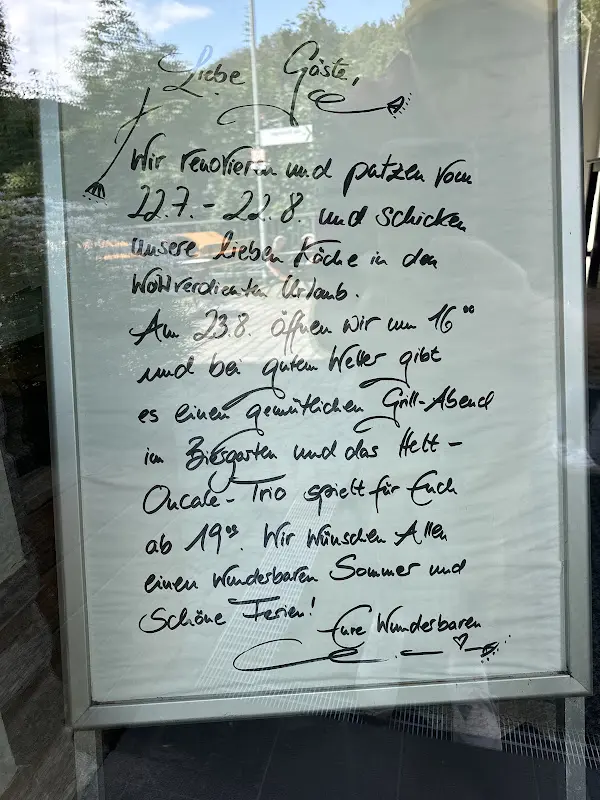 Liebe Gäste,
Wir renovieren und putzen vom
22.7. - 22.8. und schicken
unsere lieben Köche in den
wohlverdienten Urlaub.
Am 23.8. öffnen wir um 16°°
und bei gutem Wetter gibt
es einen gemütlichen Grill-Abend
im Biergarten und das Helt-
Oncale-Trio spielt für Euch
ab 19°°. Wir wünschen Allen
einen wunderbaren Sommer und
schöne Ferien!
Eure Wunderbaren